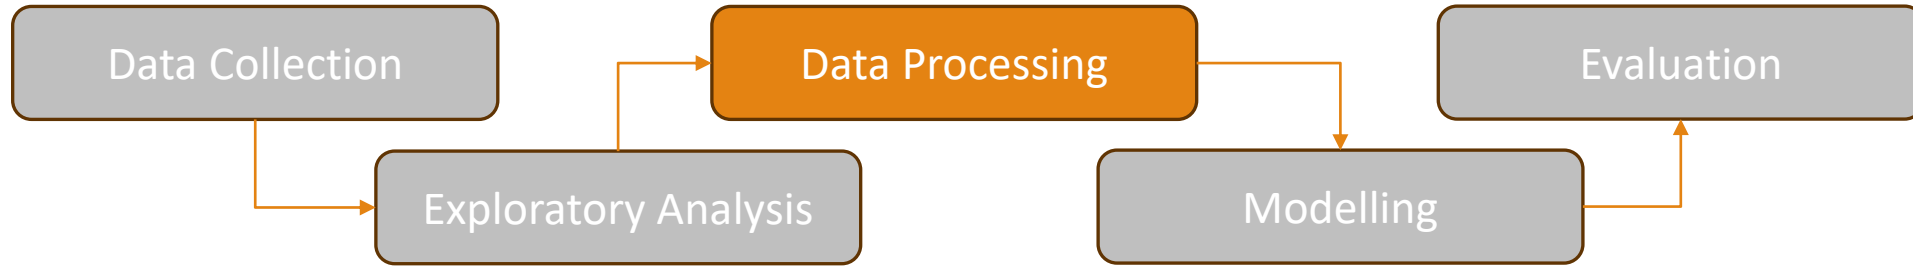 Data Collection
Exploratory Analysis
Data Processing
Modelling
Evaluation